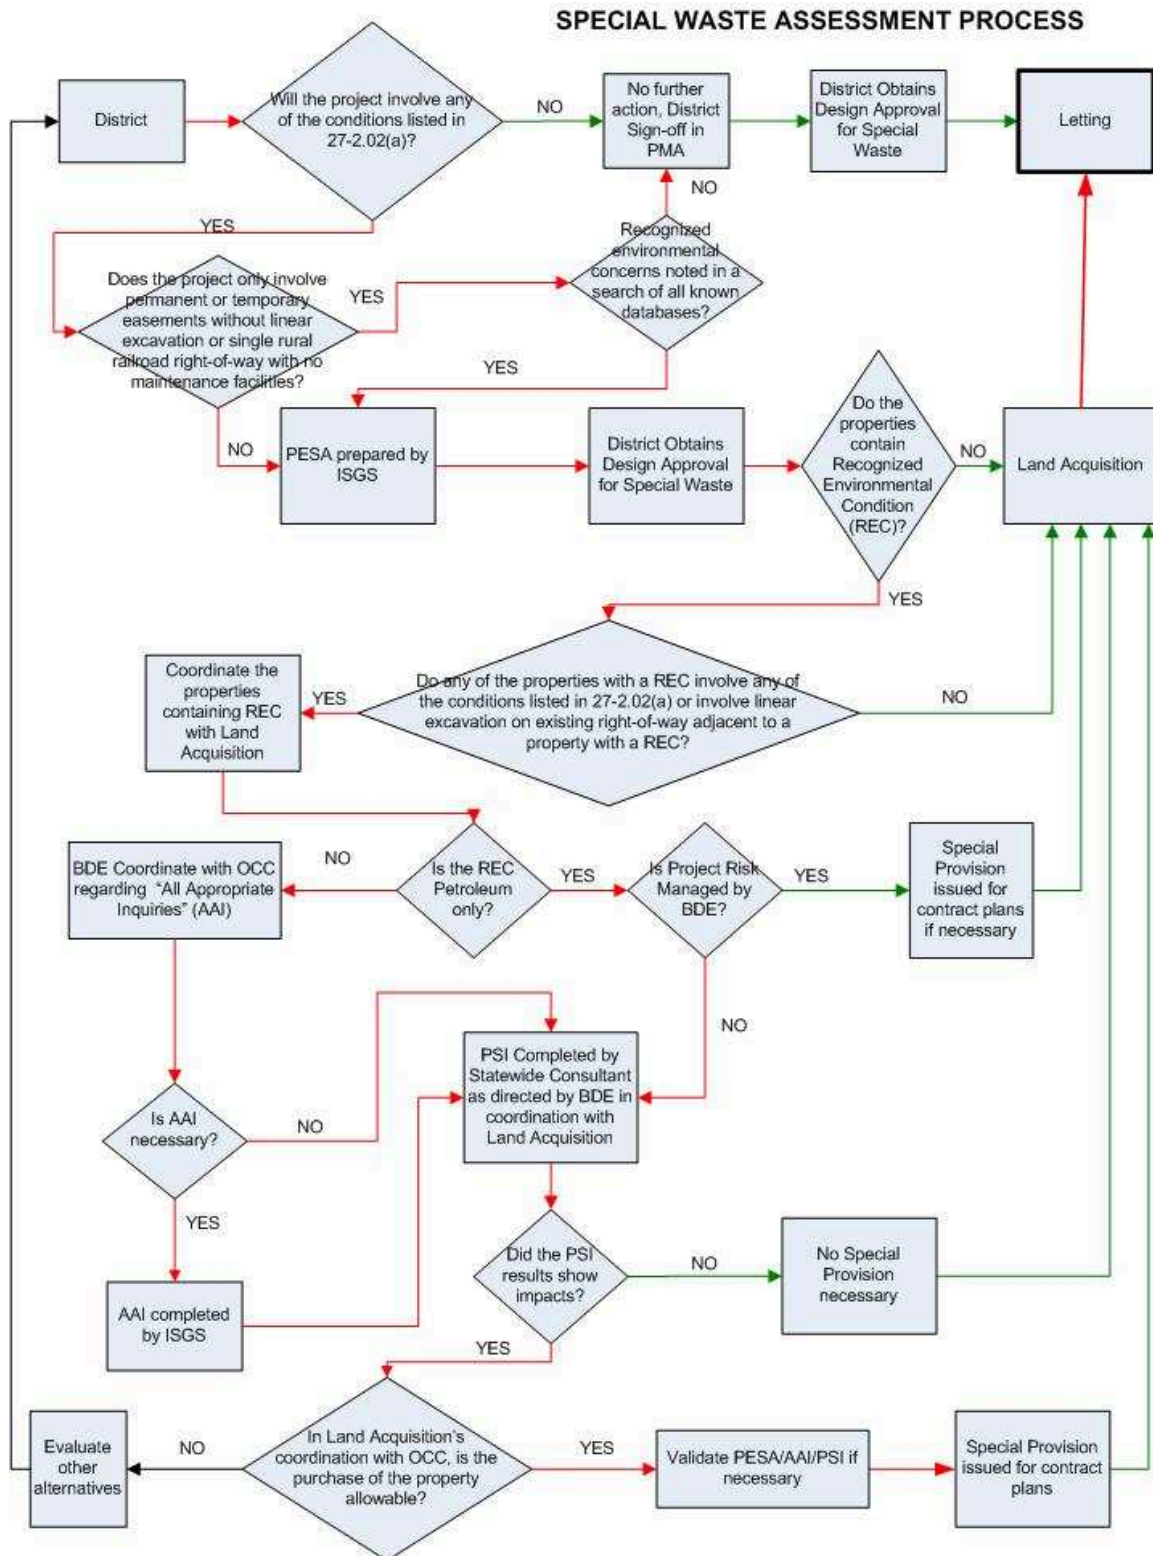 SPECIAL WASTE ASSESSMENT PROCESS
District
Will the project involve any
of the conditions listed in
27-2.02(a)?
NO
No further
action, District
Sign-off in
PMA
District Obtains
Design Approval
for Special
Waste
Letting
YES
NO
Does the project only involve
permanent or temporary
easements without linear
excavation or single rural
railroad right-of-way with no
maintenance facilities?
YES
Recognized
environmental
concerns noted in a
search of all known
databases?
YES
NO
PESA prepared by
ISGS
District Obtains
Design Approval
for Special Waste
Do the
properties
contain
Recognized
Environmental
Condition
(REC)?
NO
Land Acquisition
YES
Coordinate the
properties
containing REC
with Land
Acquisition
YES
Do any of the properties with a REC involve any of
the conditions listed in 27-2.02(a) or involve linear
excavation on existing right-of-way adjacent to a
property with a REC?
NO
BDE Coordinate with OCC
regarding "All Appropriate
Inquiries" (AAI)
NO
Is the REC
Petroleum
only?
YES
Is Project Risk
Managed by
BDE?
YES
Special
Provision
issued for
contract plans
if necessary
NO
Is AAI
necessary?
NO
PSI Completed by
Statewide Consultant
as directed by BDE in
coordination with
Land Acquisition
YES
AAI completed
by ISGS
Did the PSI
results show
impacts?
NO
No Special
Provision
necessary
YES
Evaluate
other
alternatives
NO
In Land Acquisition's
coordination with OCC, is the
purchase of the property
allowable?
YES
Validate PESA/AAI/PSI if
necessary
Special Provision
issued for contract
plans